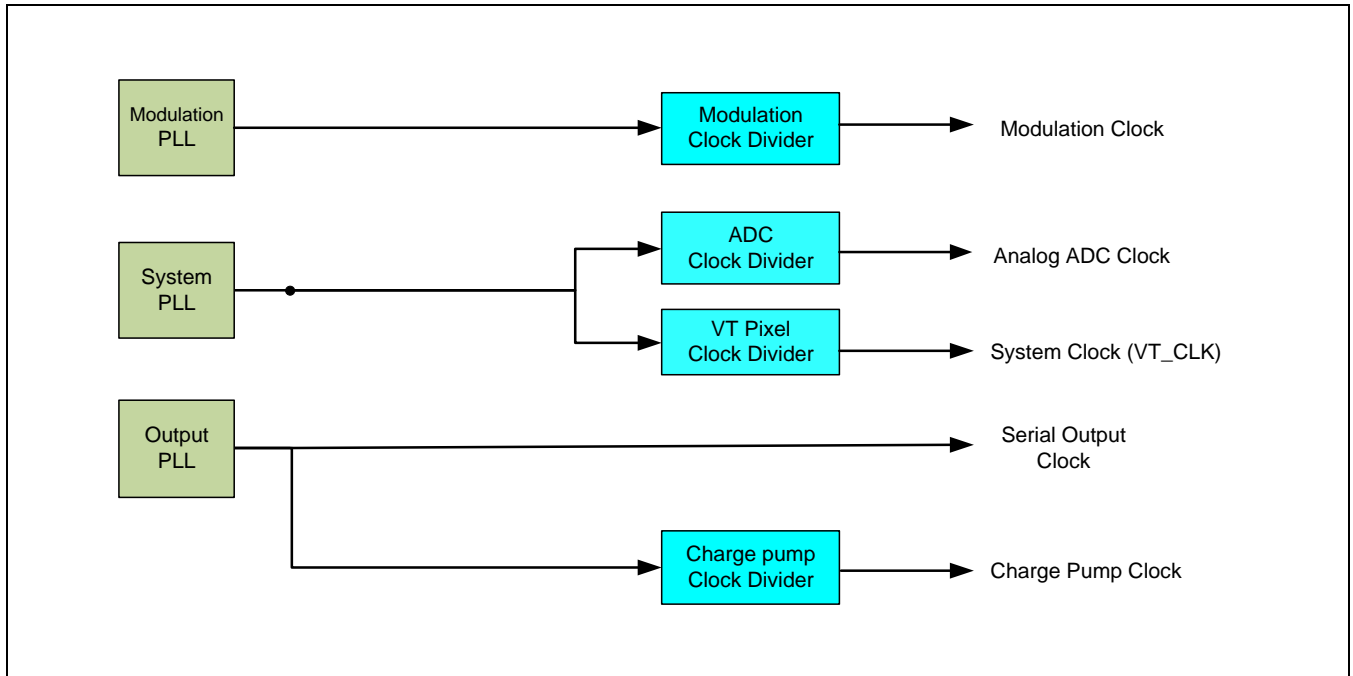 Modulation
PLL
Modulation
Clock Divider
Modulation Clock
System
PLL
ADC
Clock Divider
Analog ADC Clock
VT Pixel
Clock Divider
System Clock (VT_CLK)
Output
PLL
Serial Output
Clock
Charge pump
Clock Divider
Charge Pump Clock